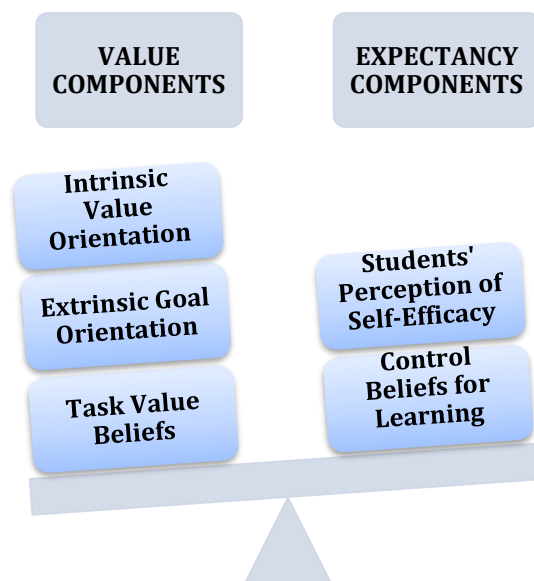 VALUE
COMPONENTS
EXPECTANCY
COMPONENTS
Intrinsic
Value
Orientation
Extrinsic Goal
Orientation
Task Value
Beliefs
Students'
Perception of
Self-Efficacy
Control
Beliefs for
Learning